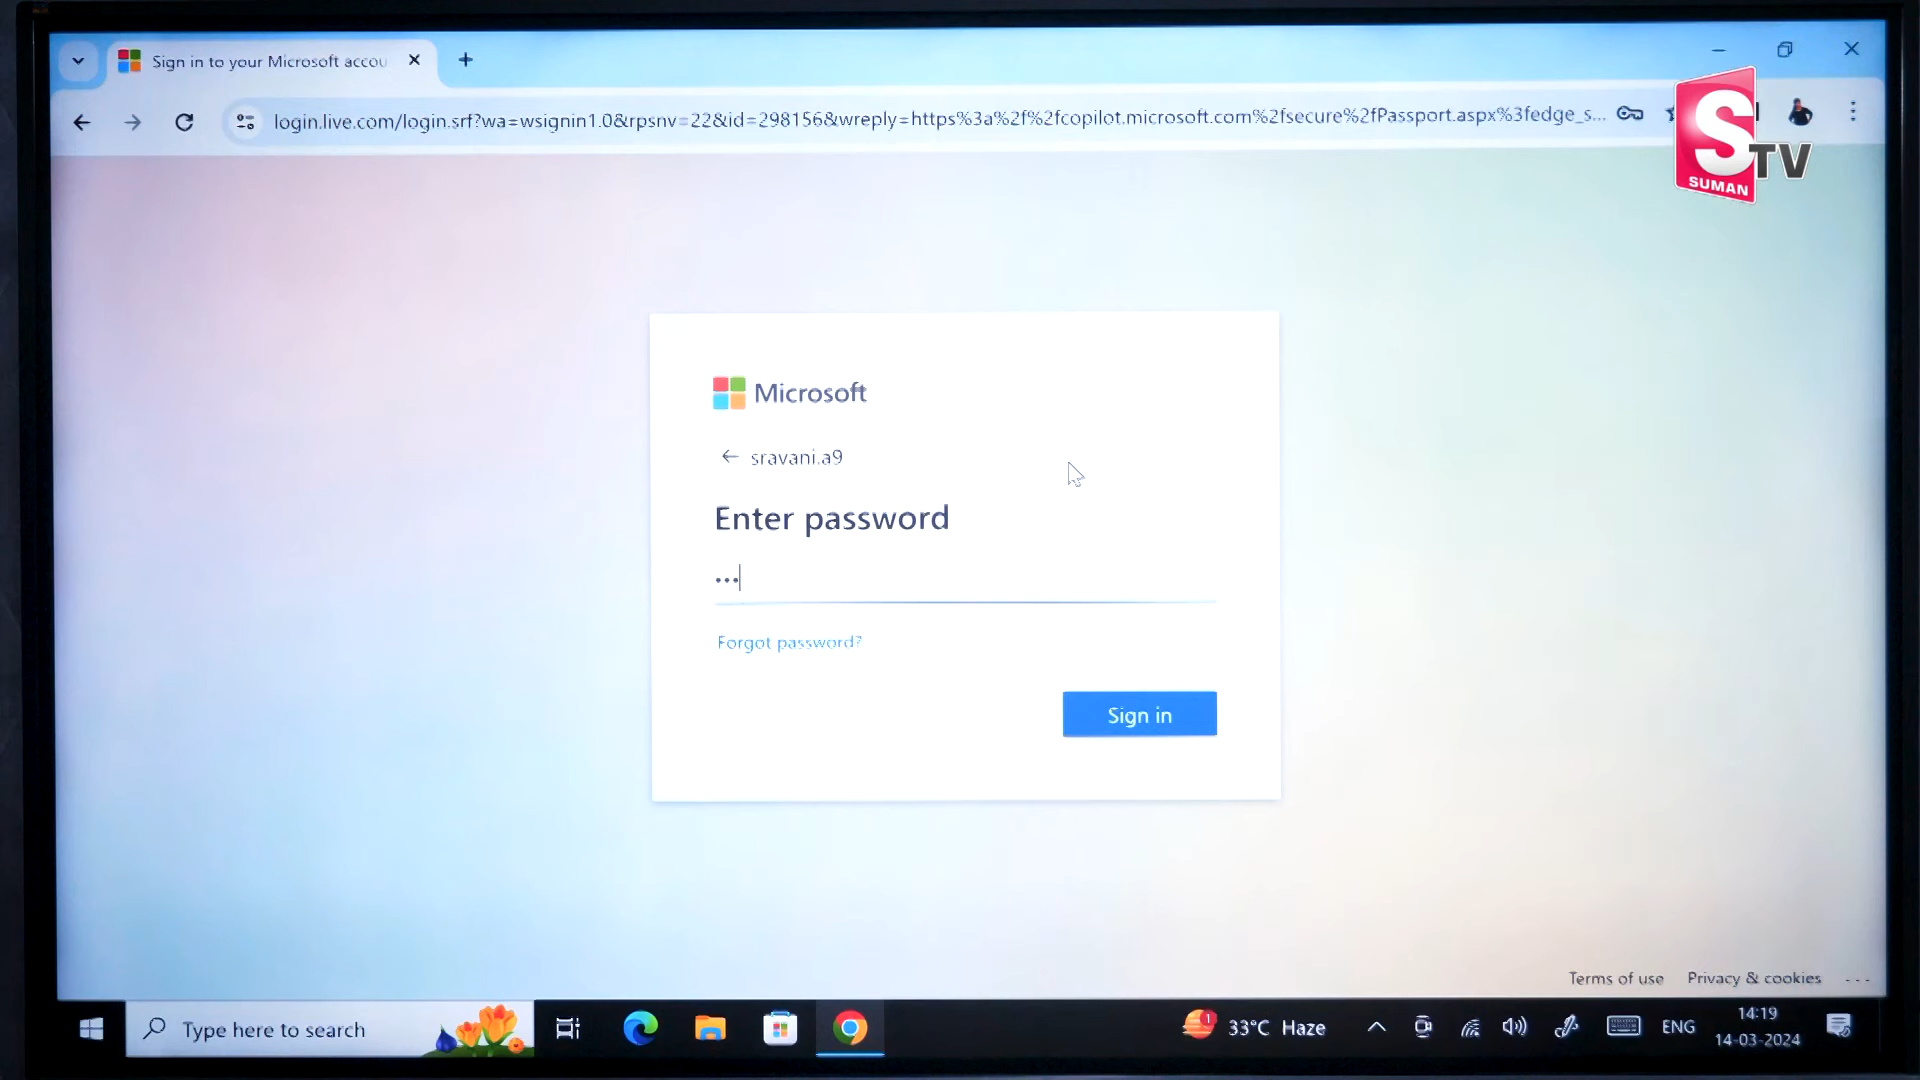 Sign in to your Microsoft accou
login.live.com/login.srf?wa=wsignin1.0&rpsnv=22&id=298156&wreply=https%3a%2f%2fcopilot.microsoft.com%2fsecure%2fPassport.aspx%3fedge_s...
S TV
SUMAN
Microsoft
sravani.a9
Enter password
•••
Forgot password?
Sign in
Terms of use Privacy & cookies ...
Type here to search
1
33°C Haze
ENG
14:19
14-03-2024